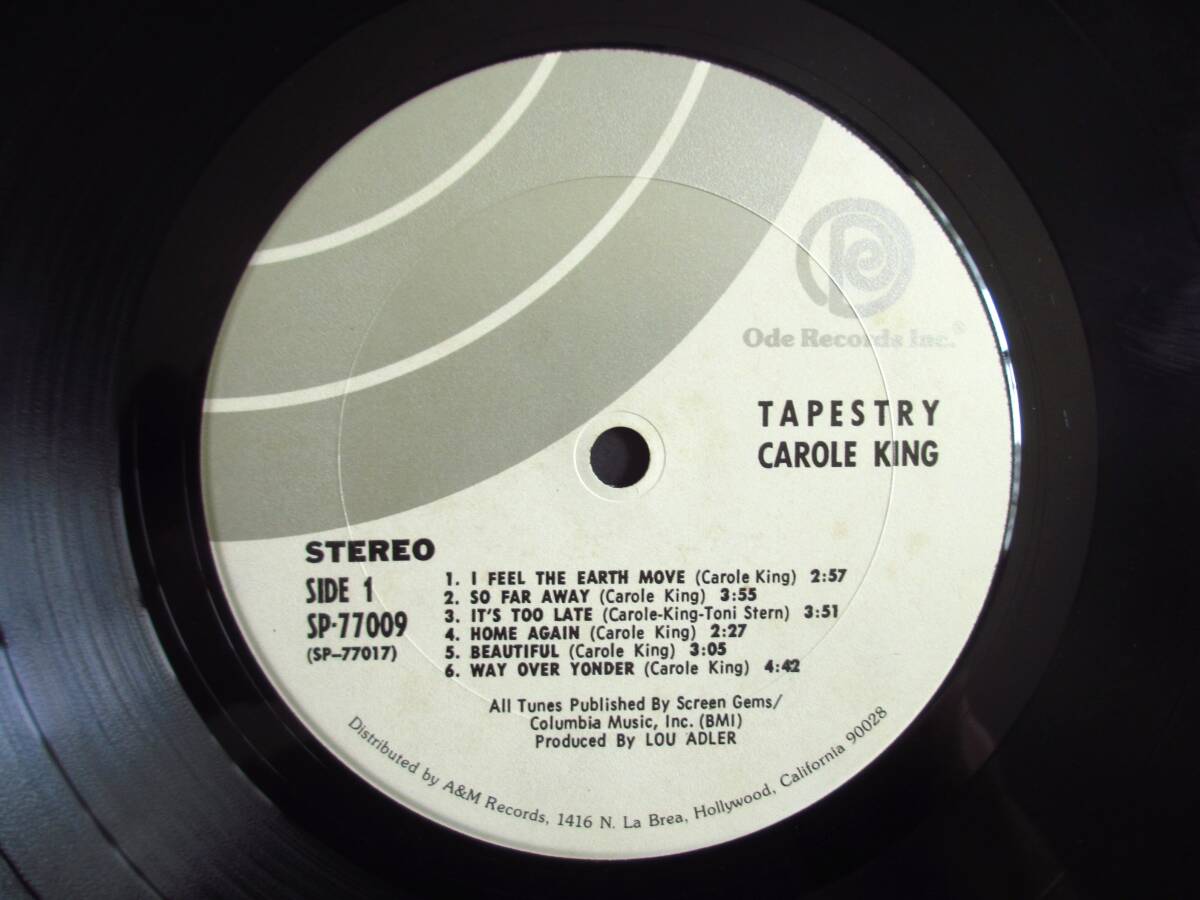 Ode Records Inc.®
TAPESTRY
CAROLE KING
STEREO
SIDE 1
SP-77009
(SP-77017)
1. I FEEL THE EARTH MOVE (Carole King) 2:57
2. SO FAR AWAY (Carole King) 3:55
3. IT'S TOO LATE (Carole-King-Toni Stern) 3:51
4. HOME AGAIN (Carole King) 2:27
5. BEAUTIFUL (Carole King) 3:05
6. WAY OVER YONDER (Carole King) 4:42
All Tunes Published By Screen Gems/
Columbia Music, Inc. (BMI)
Produced By LOU ADLER
Distributed by A&M Records, 1416 N. La Brea, Hollywood, California 90028